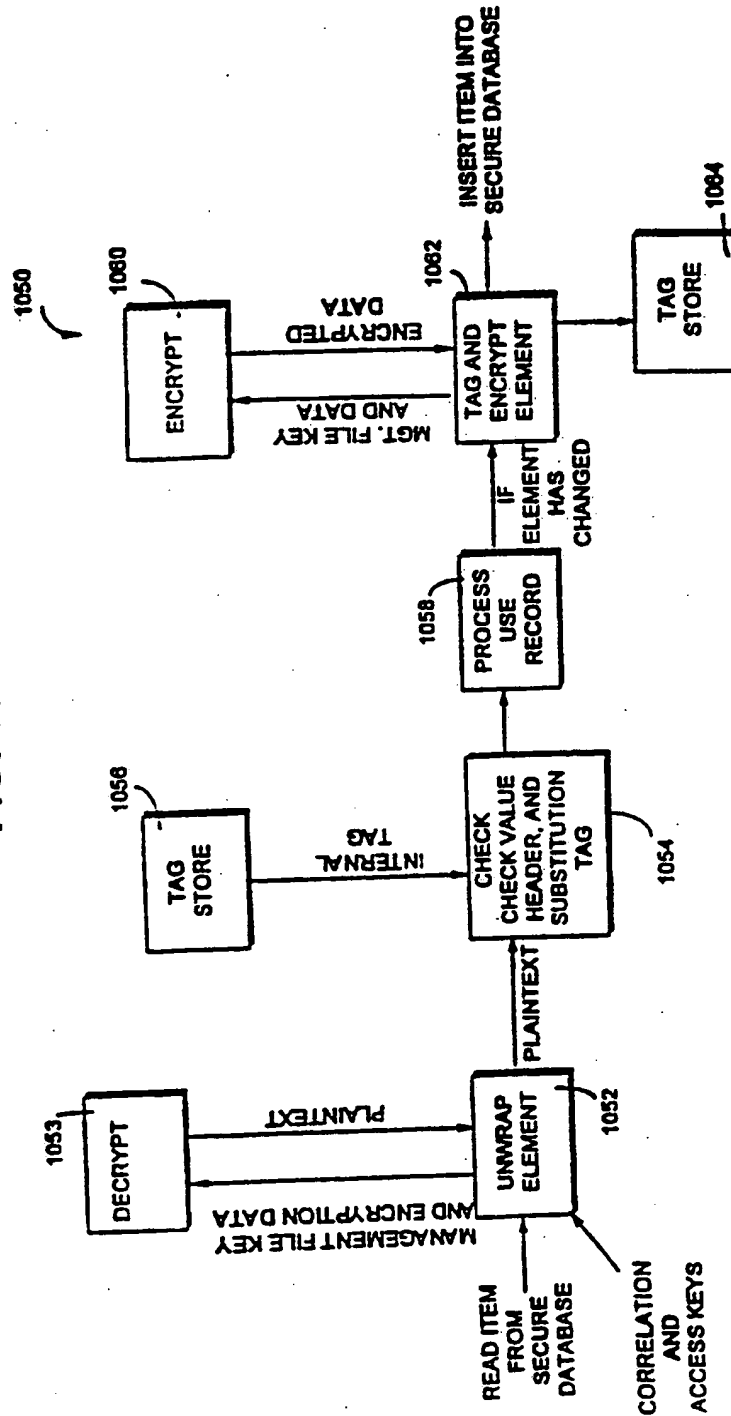 1050
1053
DECRYPT
MANAGEMENT FILE KEY
AND ENCRYPTION DATA
PLAINTEXT
READ ITEM
FROM
SECURE
DATABASE
CORRELATION
AND
ACCESS KEYS
UNWRAP
ELEMENT
1052
PLAINTEXT
1056
TAG
STORE
INTERNAL
TAG
CHECK
CHECK VALUE
HEADER, AND
SUBSTITUTION
TAG
1054
1058
PROCESS
USE
RECORD
IF
ELEMENT
HAS
CHANGED
1060
ENCRYPT
MGT. FILE KEY
AND DATA
ENCRYPTED
DATA
1062
TAG AND
ENCRYPT
ELEMENT
INSERT ITEM INTO
SECURE DATABASE
TAG
STORE
1064